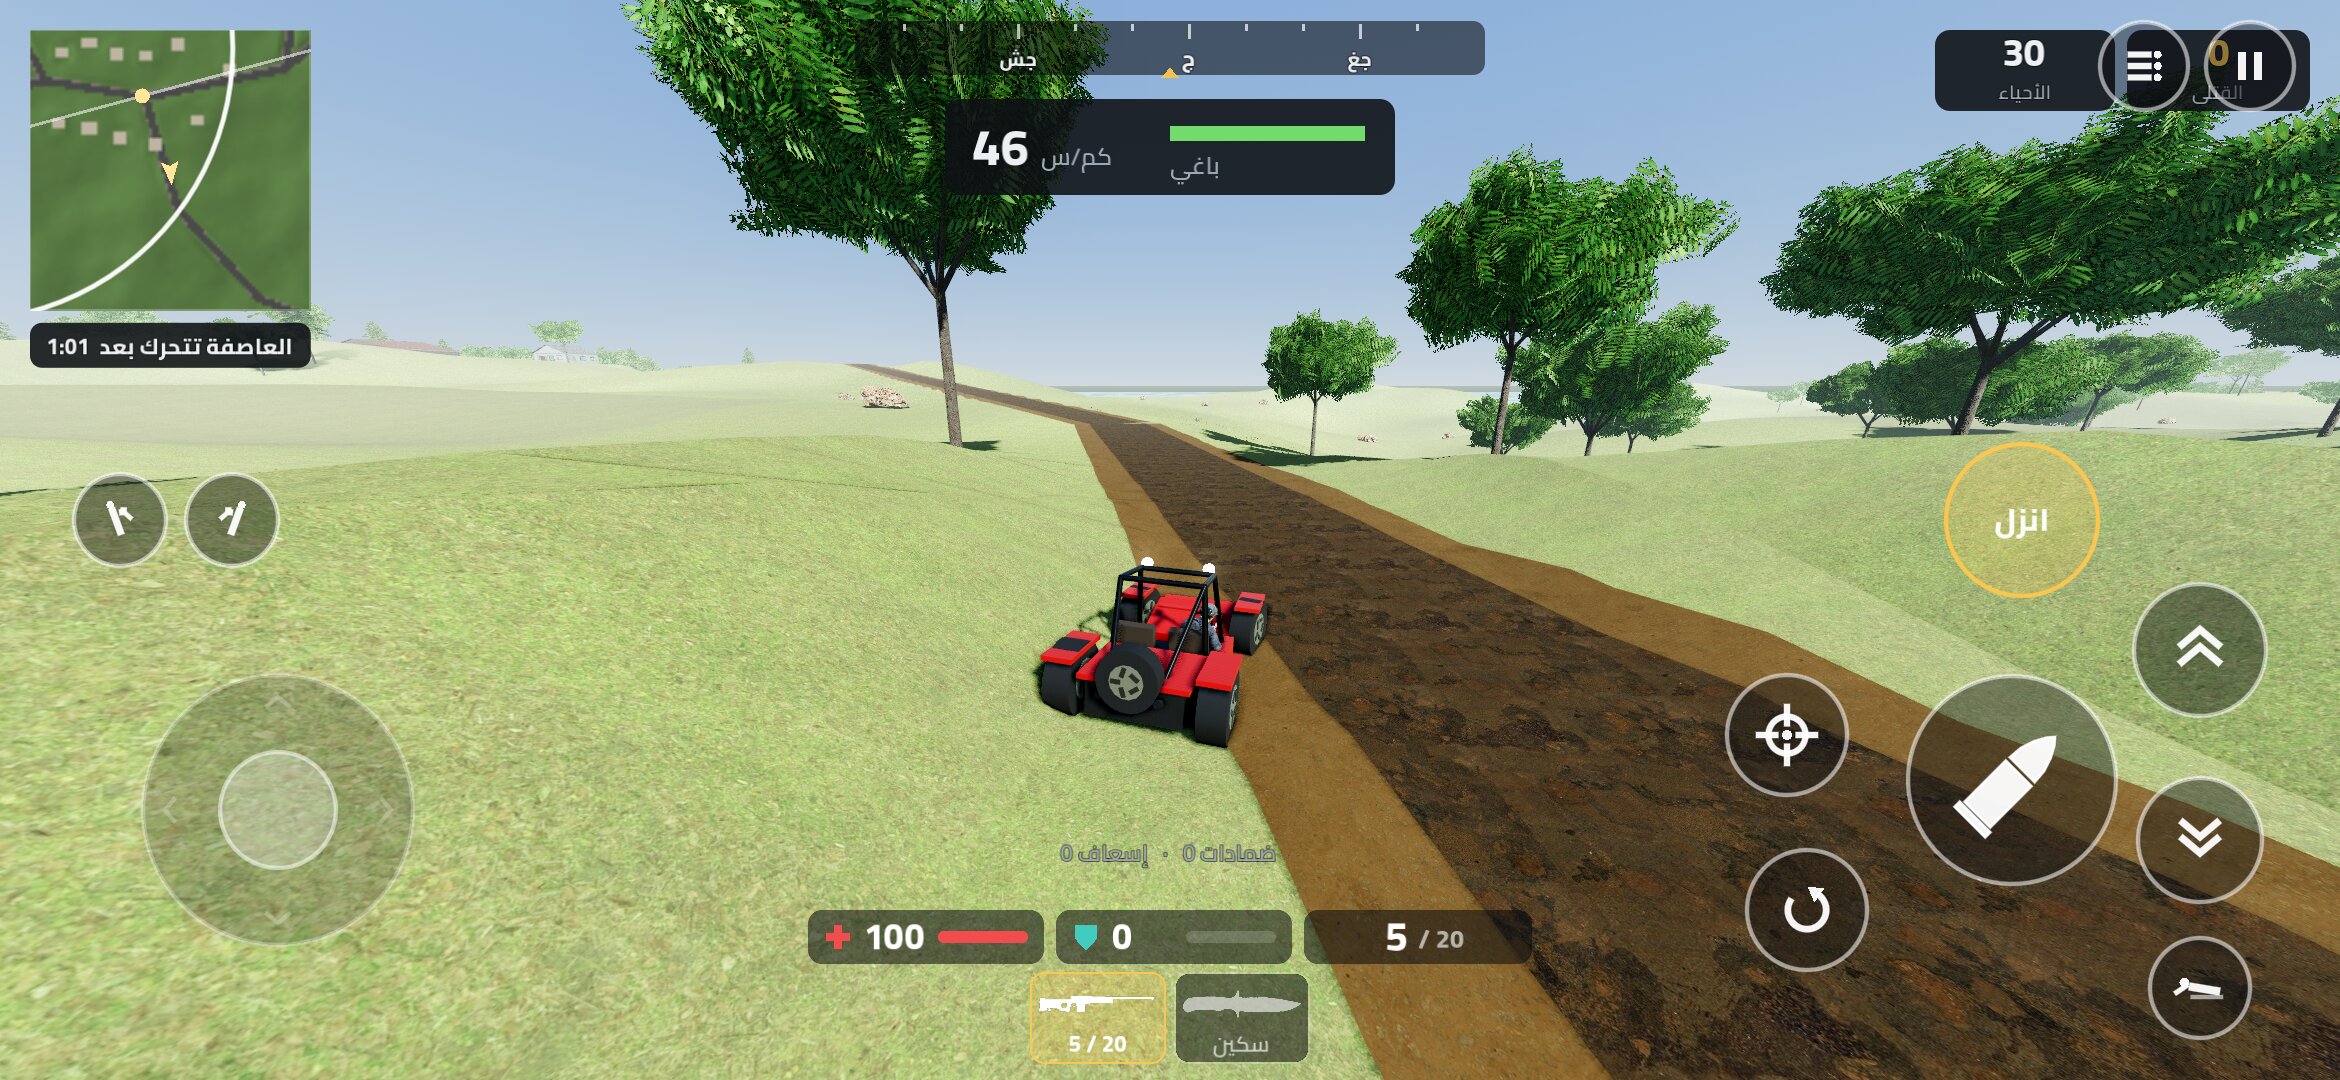 جش ج جغ
30
الأحياء
0
القتلى
46 كم/س
باغي
العاصفة تتحرك بعد 1:01
انزل
ضمادات 0 · إسعاف 0
100
0
5 / 20
5 / 20
سكين